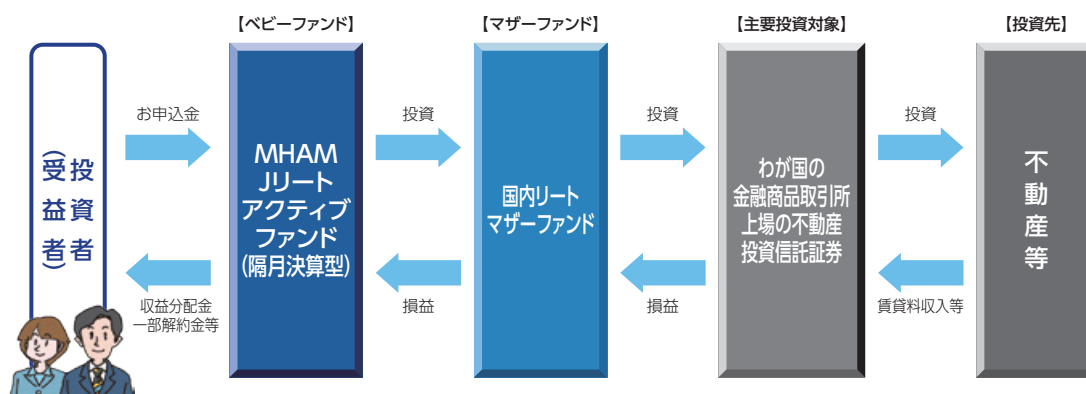 【ベビーファンド】
【マザーファンド】
【主要投資対象】
【投資先】
投資者
(受益者)
お申込金
収益分配金
一部解約金等
MHAM
Jリート
アクティブ
ファンド
(隔月決算型)
投資
損益
国内リート
マザーファンド
投資
損益
わが国の
金融商品取引所
上場の不動産
投資信託証券
投資
賃貸料収入等
不動産等